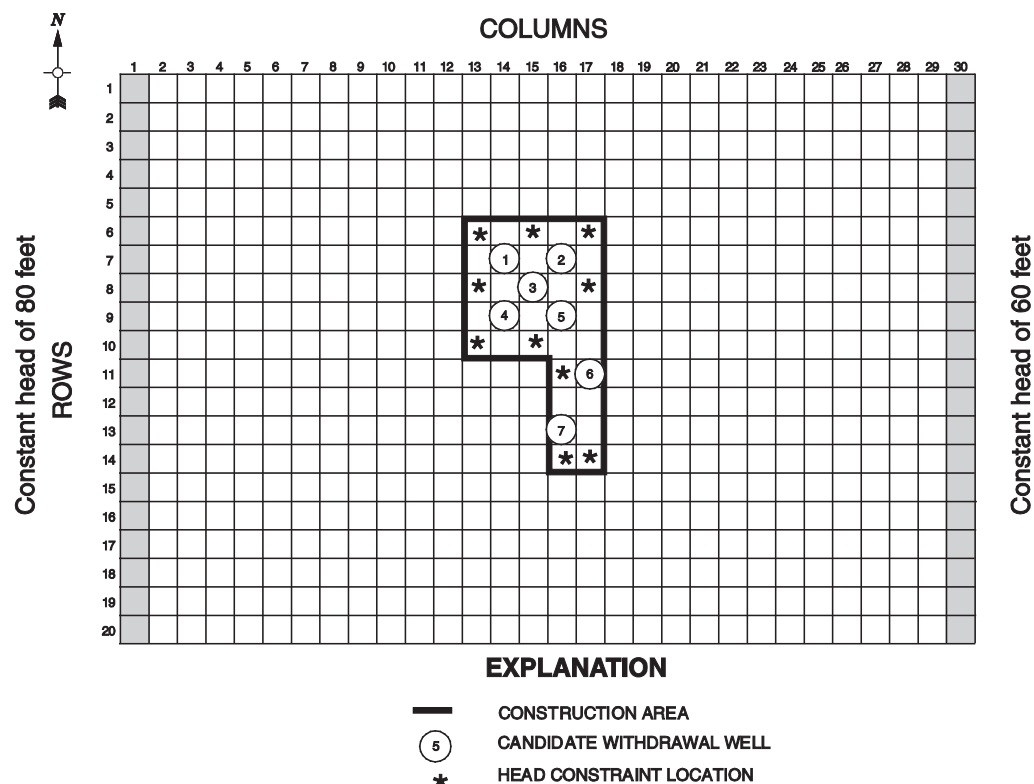 N
COLUMNS
1 2 3 4 5 6 7 8 9 10 11 12 13 14 15 16 17 18 19 20 21 22 23 24 25 26 27 28 29 30
1
2
3
4
5
6
7 1 2
8 3
9 4 5
10
11 6
12
13 7
14
15
16
17
18
19
20
Constant head of 80 feet
ROWS
Constant head of 60 feet
EXPLANATION
CONSTRUCTION AREA
5 CANDIDATE WITHDRAWAL WELL
* HEAD CONSTRAINT LOCATION